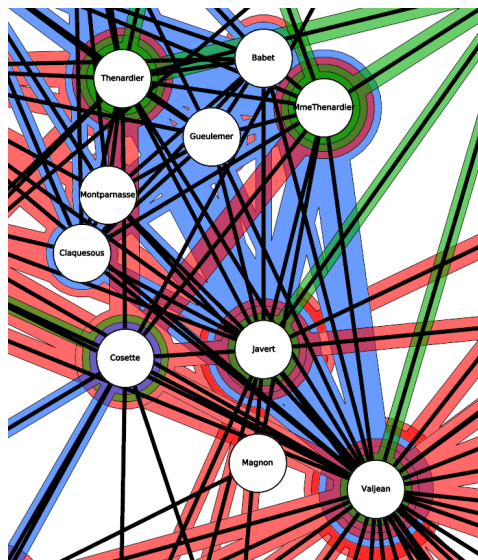 Babet
Thenardier
MmeThenardier
Gueulemer
Montparnasse
Claquesous
Javert
Cosette
Magnon
Valjean